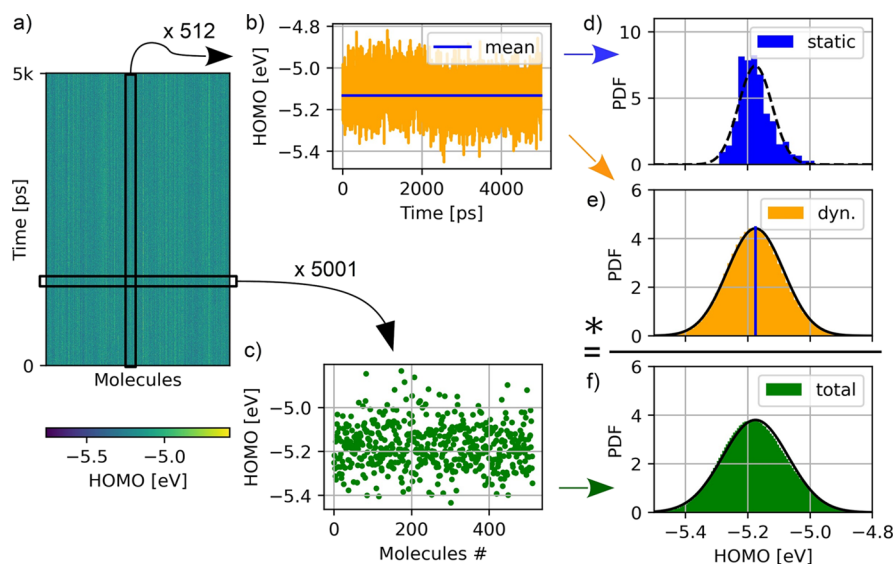 a)
x 512
5k
Time [ps]
0
Molecules
−5.5
−5.0
HOMO [eV]
b)
HOMO [eV]
−4.8
−5.0
−5.2
−5.4
mean
0
2000
4000
Time [ps]
x 5001
c)
HOMO [eV]
−5.0
−5.2
−5.4
0
200
400
Molecules #
d)
PDF
10
5
0
static
e)
PDF
6
4
2
0
dyn.
*
=
f)
PDF
6
4
2
0
total
−5.4
−5.2
−5.0
−4.8
HOMO [eV]